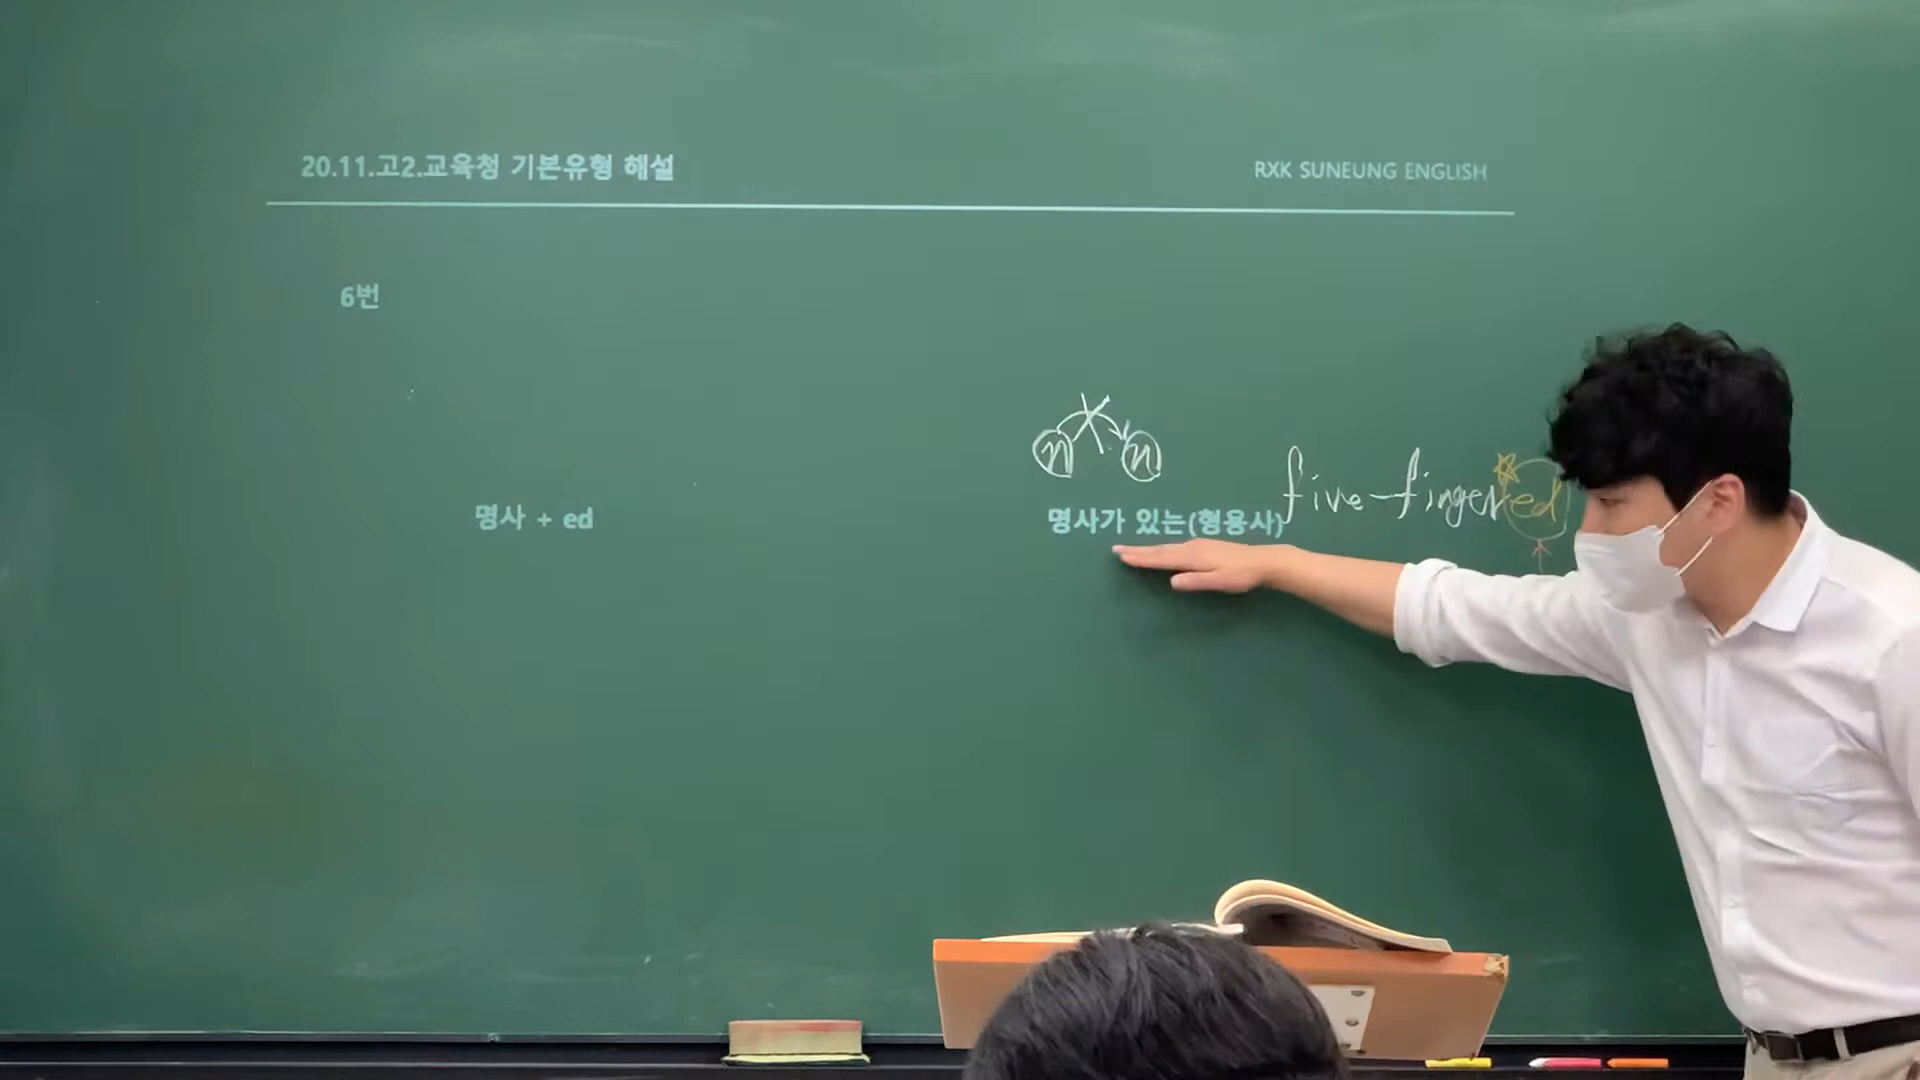 20.11.고2.교육청 기본유형 해설
RXK SUNEUNG ENGLISH
6번
n n
명사 + ed
명사가 있는(형용사)
five-fingered